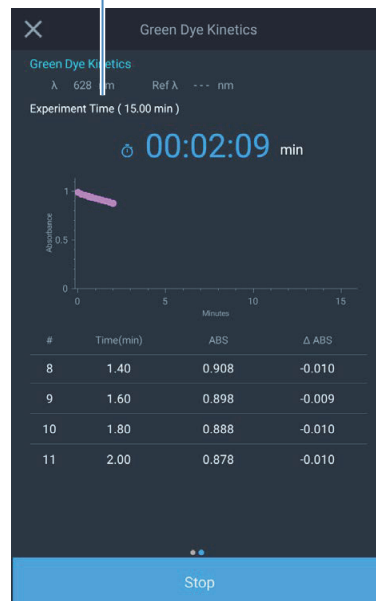 Green Dye Kinetics
Green Dye Kinetics
λ 628 nm Ref λ --- nm
Experiment Time ( 15.00 min )
00:02:09 min
1
0.5
0
Absorbance
0 5 10 15
Minutes
# Time(min) ABS Δ ABS
8 1.40 0.908 -0.010
9 1.60 0.898 -0.009
10 1.80 0.888 -0.010
11 2.00 0.878 -0.010
Stop